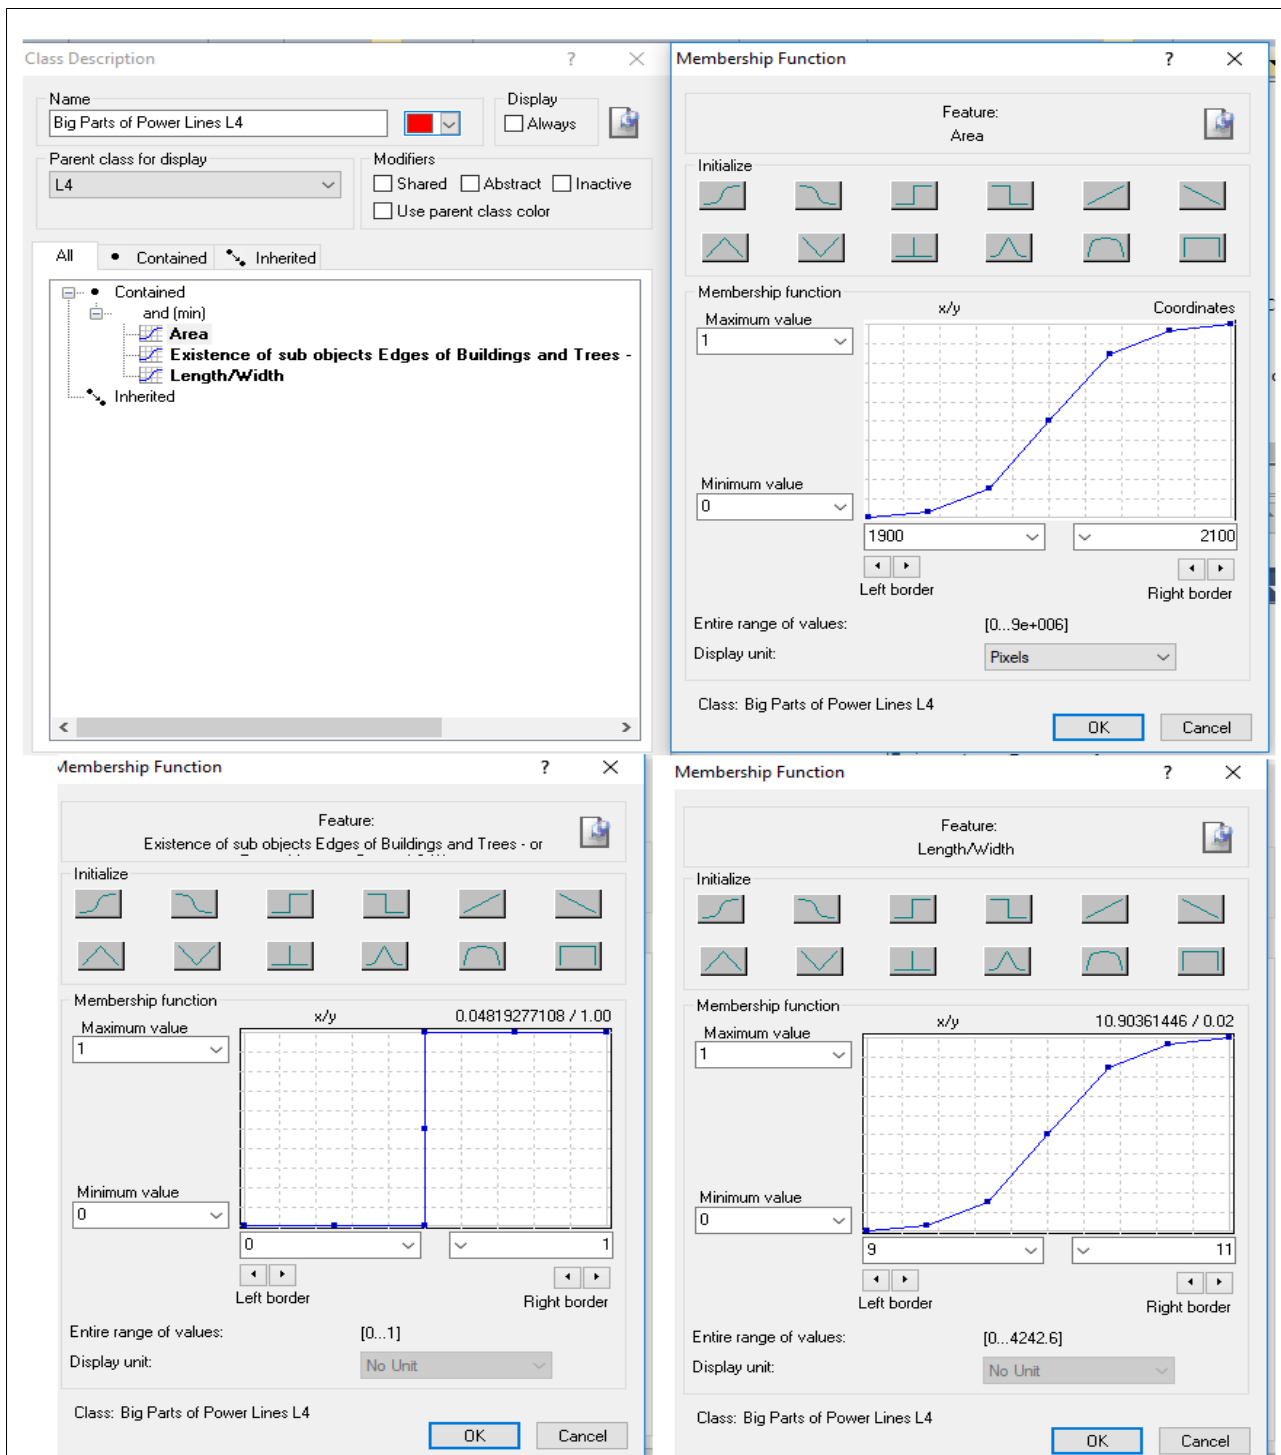 Class Description
?
Name
Big Parts of Power Lines L4
Display
Always
Parent class for display
L4
Modifiers
Shared
Abstract
Inactive
Use parent class color
All
Contained
Inherited
Contained
and (min)
Area
Existence of sub objects Edges of Buildings and Trees -
Length/Width
Inherited
Membership Function
?
Feature:
Area
Initialize
Membership function
x/y
Coordinates
Maximum value
1
Minimum value
0
1900
2100
Left border
Right border
Entire range of values:
[0...9e+006]
Display unit:
Pixels
Class: Big Parts of Power Lines L4
OK
Cancel
Membership Function
?
Feature:
Existence of sub objects Edges of Buildings and Trees - or
Initialize
Membership function
x/y
0.04819277108 / 1.00
Maximum value
1
Minimum value
0
0
1
Left border
Right border
Entire range of values:
[0...1]
Display unit:
No Unit
Class: Big Parts of Power Lines L4
OK
Cancel
Membership Function
?
Feature:
Length/Width
Initialize
Membership function
x/y
10.90361446 / 0.02
Maximum value
1
Minimum value
0
9
11
Left border
Right border
Entire range of values:
[0...4242.6]
Display unit:
No Unit
Class: Big Parts of Power Lines L4
OK
Cancel